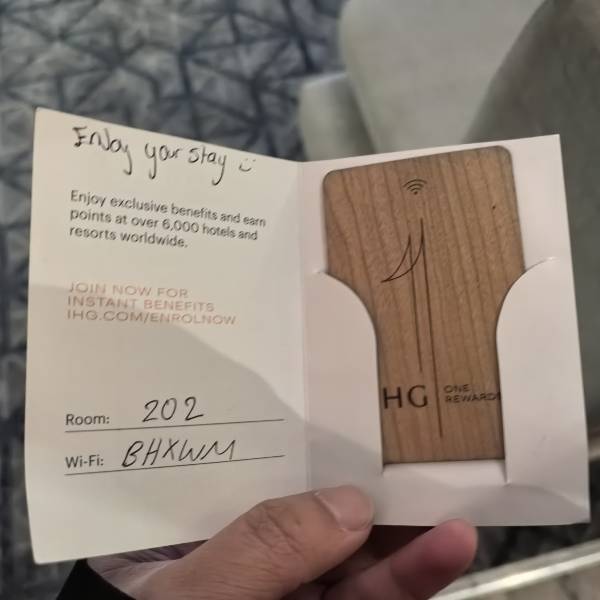 Enjoy your stay
Enjoy exclusive benefits and earn
points at over 6,000 hotels and
resorts worldwide.
JOIN NOW FOR
INSTANT BENEFITS
IHG.COM/ENROLNOW
Room: 202
Wi-Fi: BHXWM
HG
ONE
REWARDS